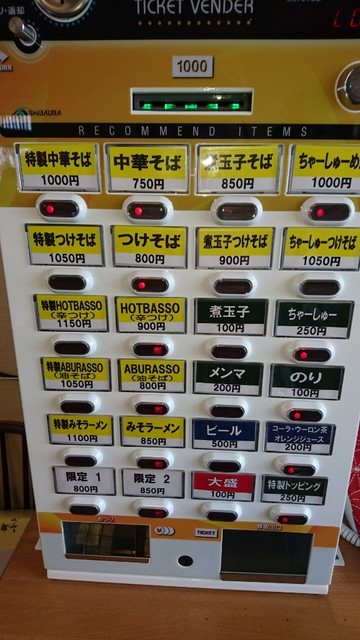 返却
TICKET VENDER
1000
SHIBAURA
RECOMMEND ITEMS
特製中華そば
1000円
中華そば
750円
煮玉子そば
850円
ちゃーしゅーめ
1000円
特製つけそば
1050円
つけそば
800円
煮玉子つけそば
900円
ちゃーしゅーつけそば
1050円
特製HOTBASSO
(辛つけ)
1150円
HOTBASSO
(辛つけ)
900円
煮玉子
100円
ちゃーしゅー
250円
特製ABURASO
(油そば)
1050円
ABURASO
(油そば)
800円
メンマ
200円
のり
100円
特製みそラーメン
1100円
みそラーメン
850円
ビール
500円
コーラ・ウーロン茶
オレンジジュース
200円
限定 1
800円
限定 2
850円
大盛
100円
特製トッピング
250円
おつり
TICKET